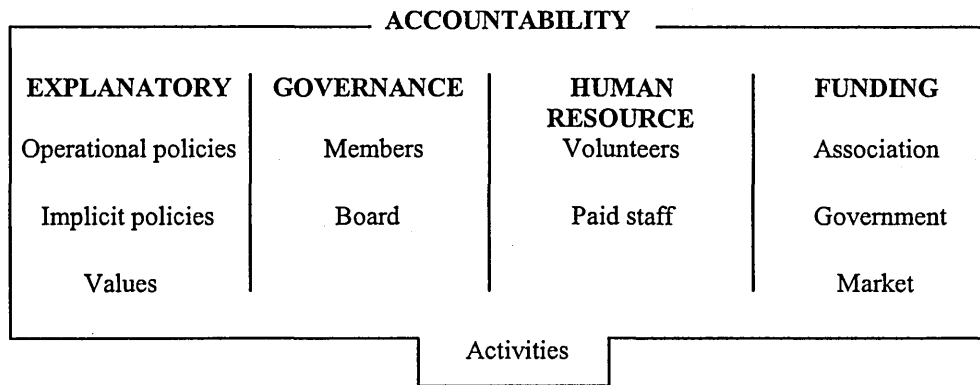 ACCOUNTABILITY
EXPLANATORY GOVERNANCE HUMAN FUNDING
RESOURCE
Operational policies Members Volunteers Association
Implicit policies Board Paid staff Government
Values Market
Activities